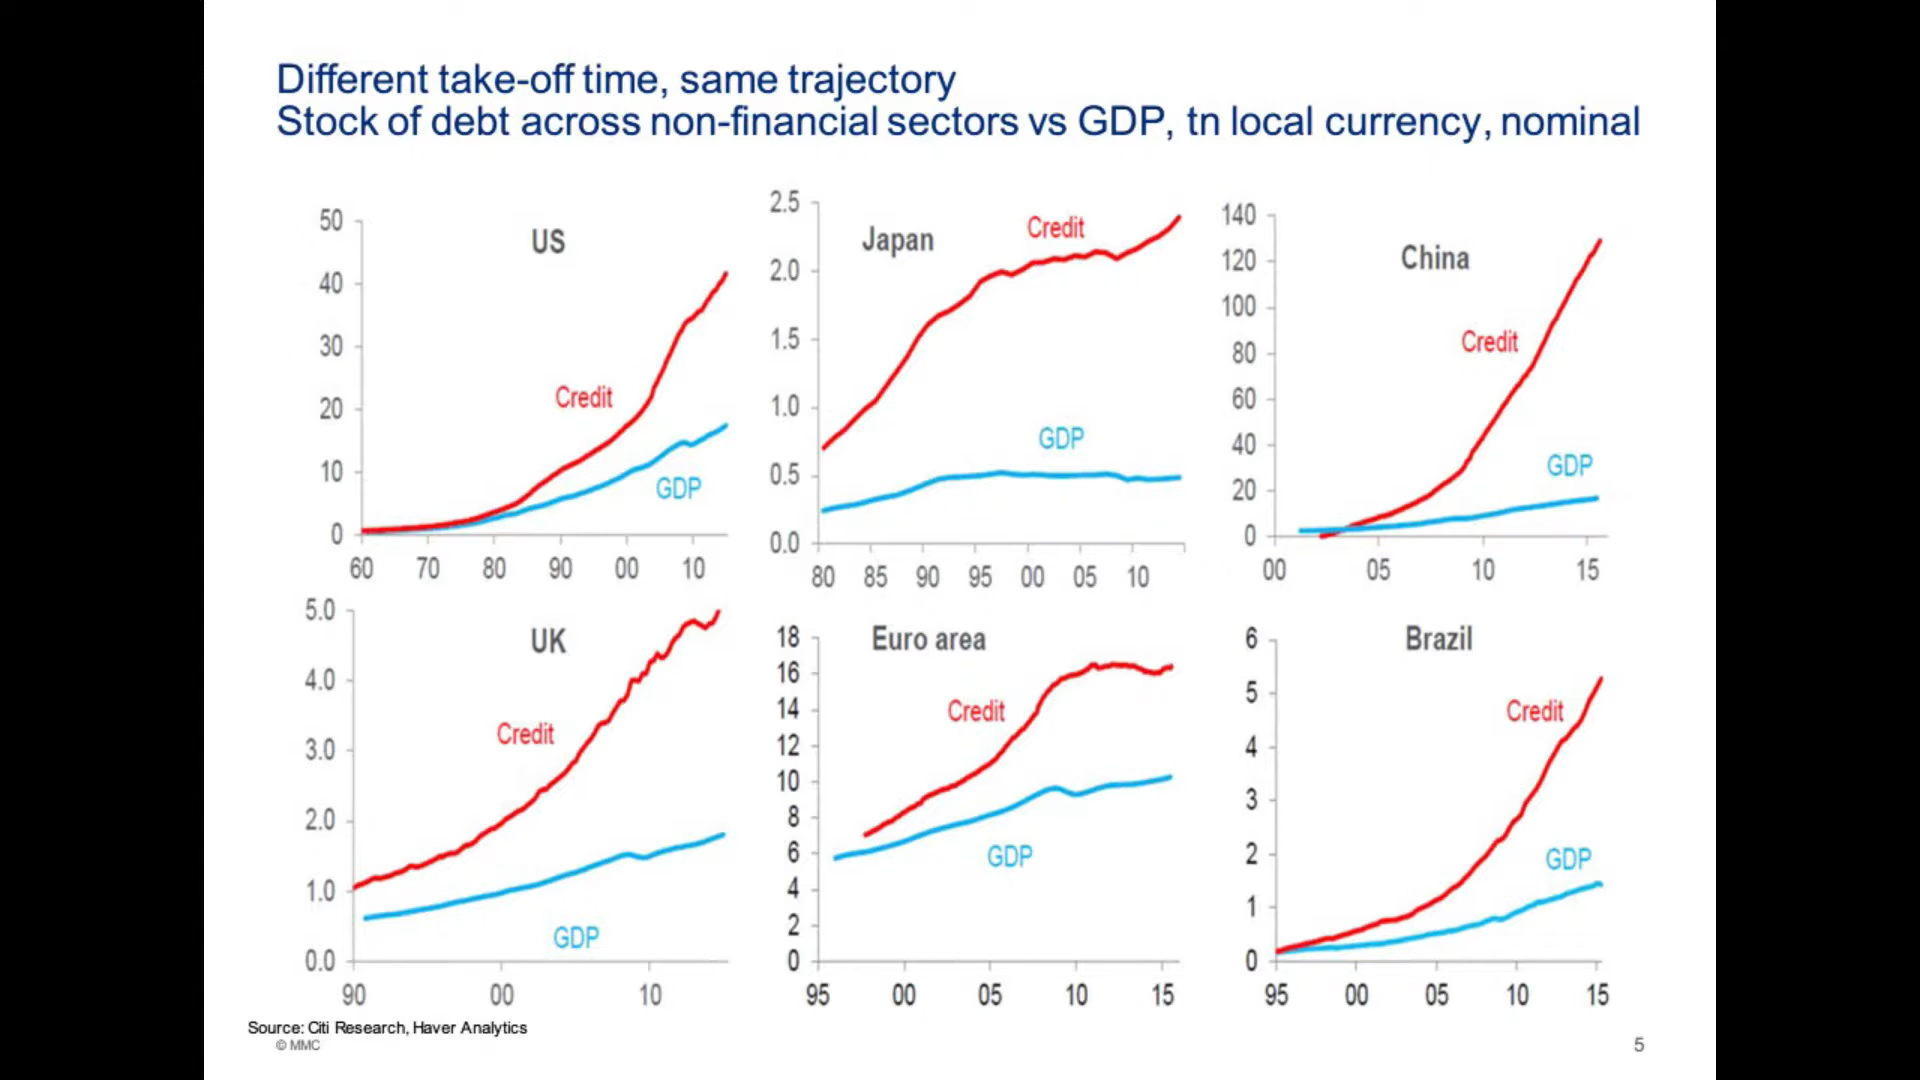 Different take-off time, same trajectory
Stock of debt across non-financial sectors vs GDP, tn local currency, nominal
US
50
40
30
20
10
0
Credit
GDP
60 70 80 90 00 10
Japan
2.5
2.0
1.5
1.0
0.5
0.0
Credit
GDP
80 85 90 95 00 05 10
China
140
120
100
80
60
40
20
0
Credit
GDP
00 05 10 15
UK
5.0
4.0
3.0
2.0
1.0
0.0
Credit
GDP
90 00 10
Euro area
18
16
14
12
10
8
6
4
2
0
Credit
GDP
95 00 05 10 15
Brazil
6
5
4
3
2
1
0
Credit
GDP
95 00 05 10 15
Source: Citi Research, Haver Analytics
© MMC
5